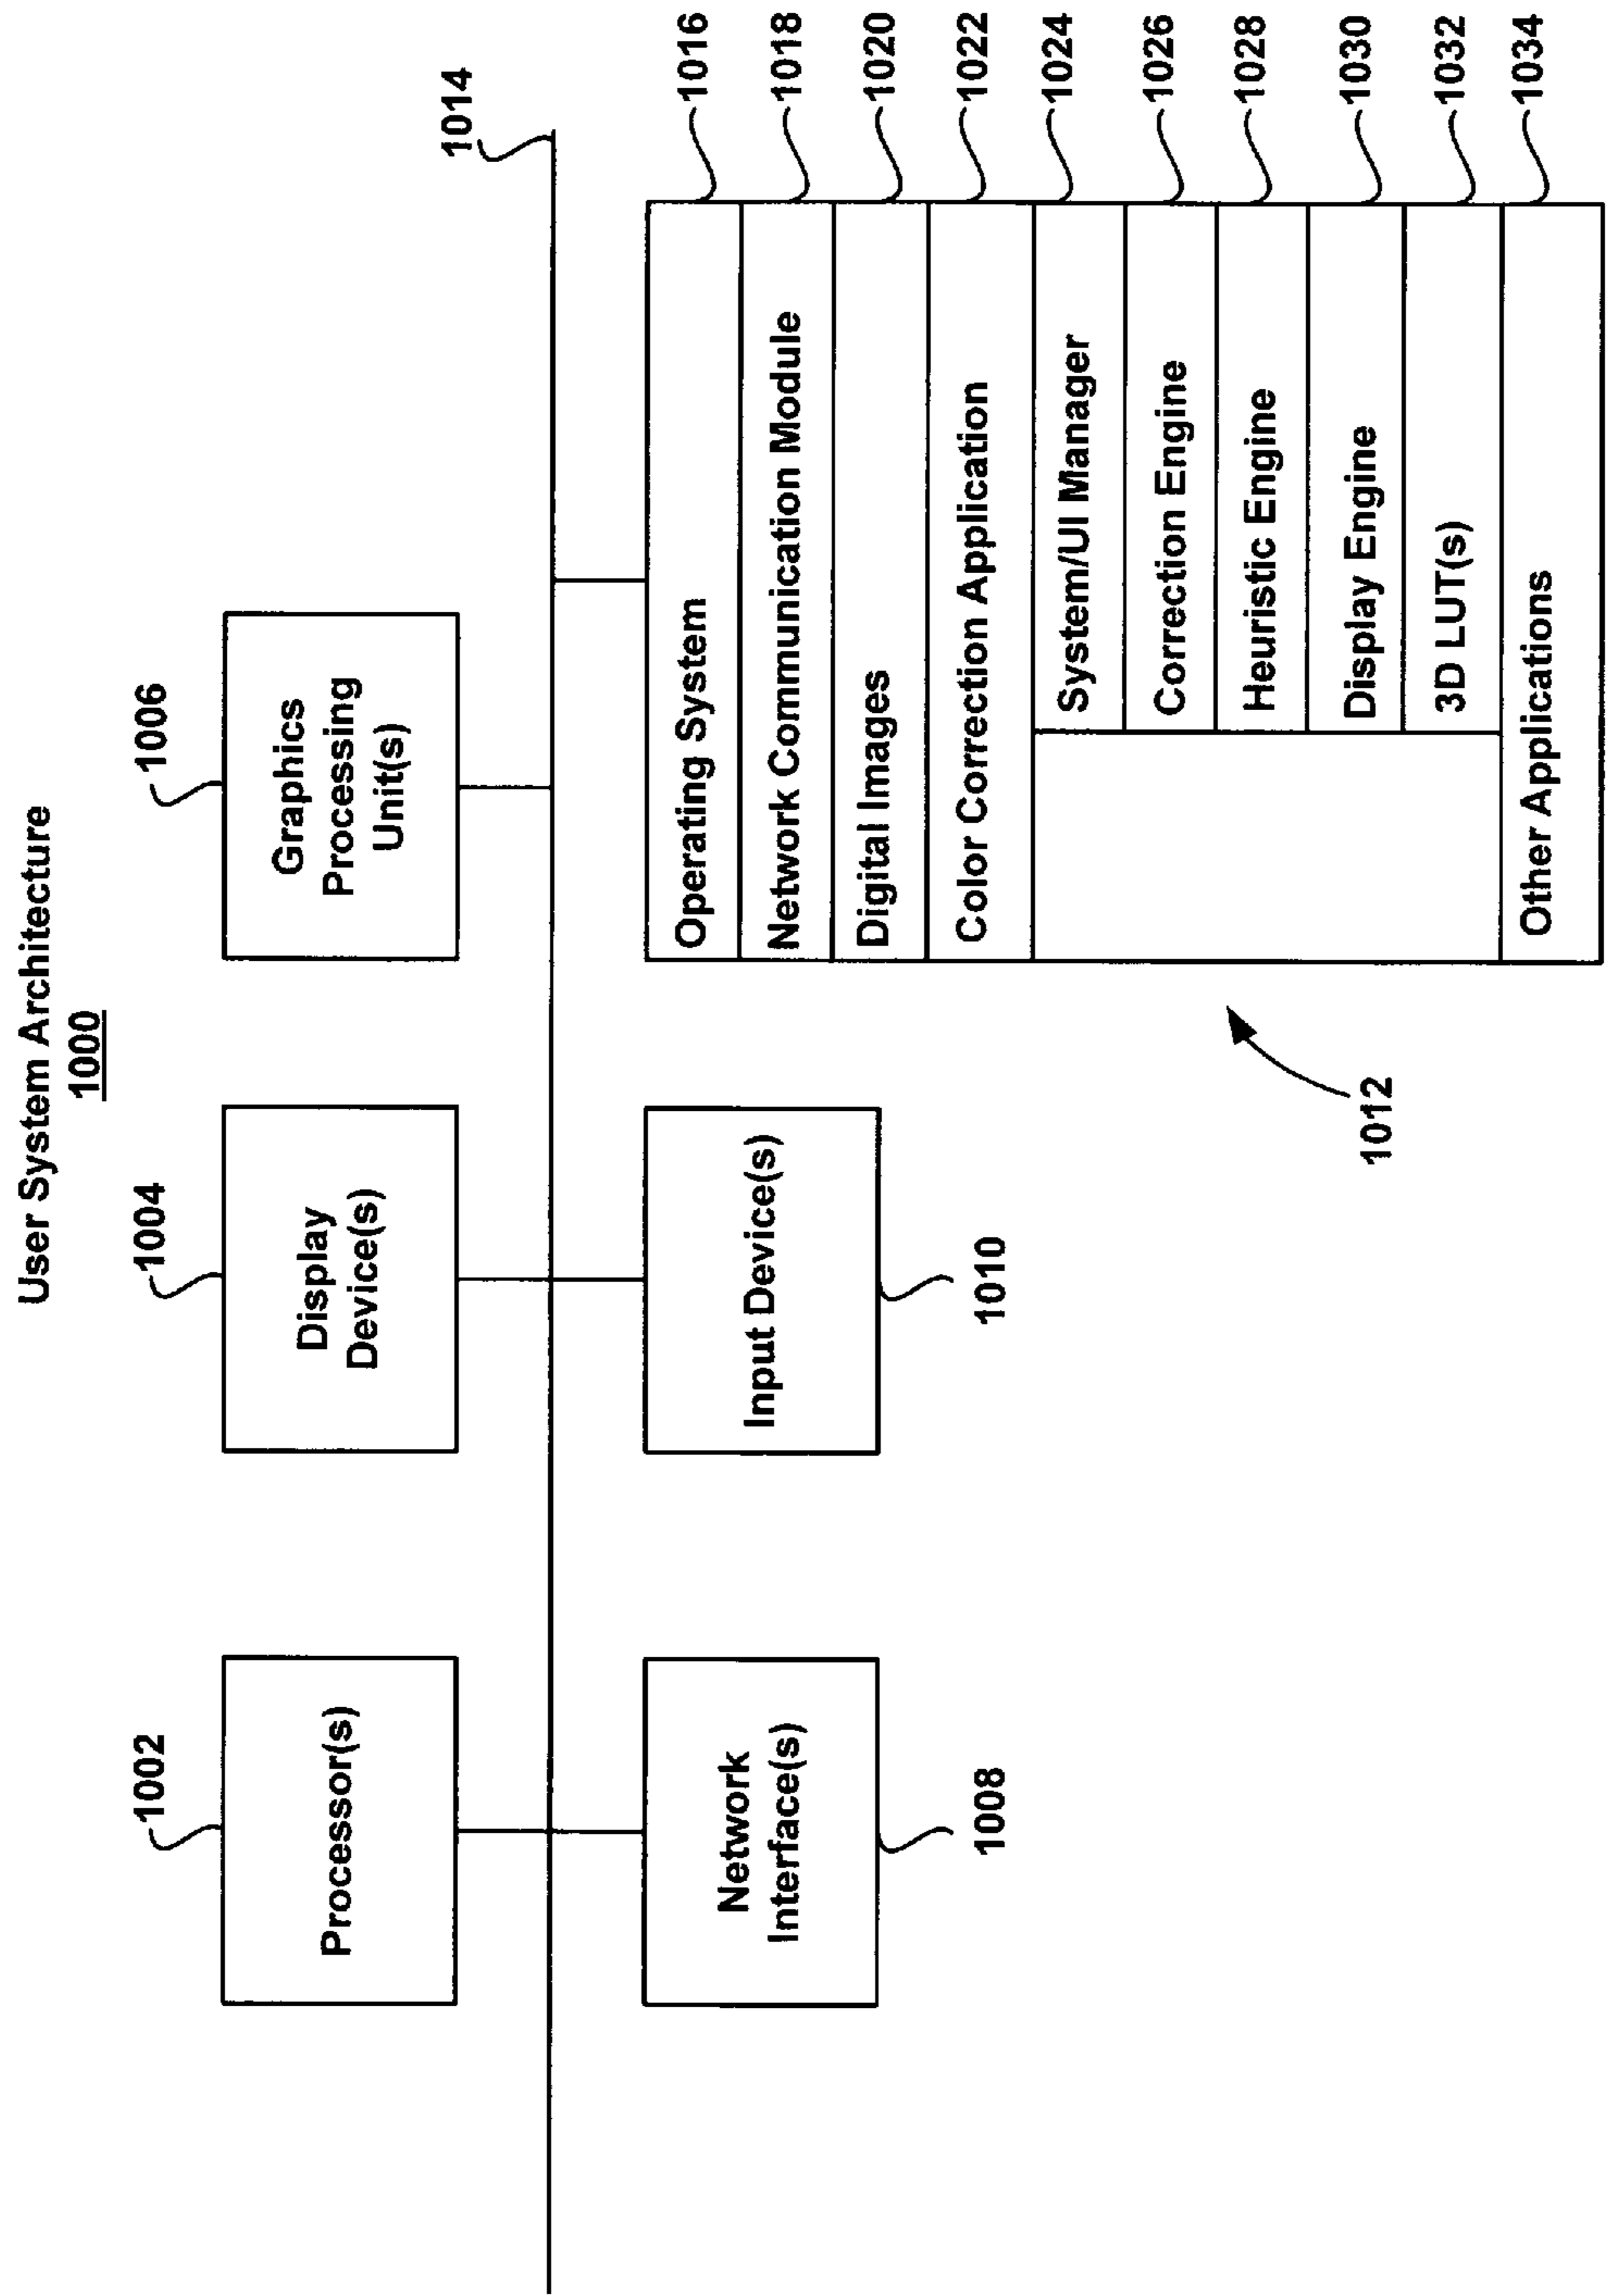 User System Architecture
1000
1002
Processor(s)
1004
Display
Device(s)
1006
Graphics
Processing
Unit(s)
1014
Network
Interface(s)
1008
Input Device(s)
1010
1012
Operating System
1016
Network Communication Module
1018
Digital Images
1020
Color Correction Application
1022
System/UI Manager
1024
Correction Engine
1026
Heuristic Engine
1028
Display Engine
1030
3D LUT(s)
1032
Other Applications
1034